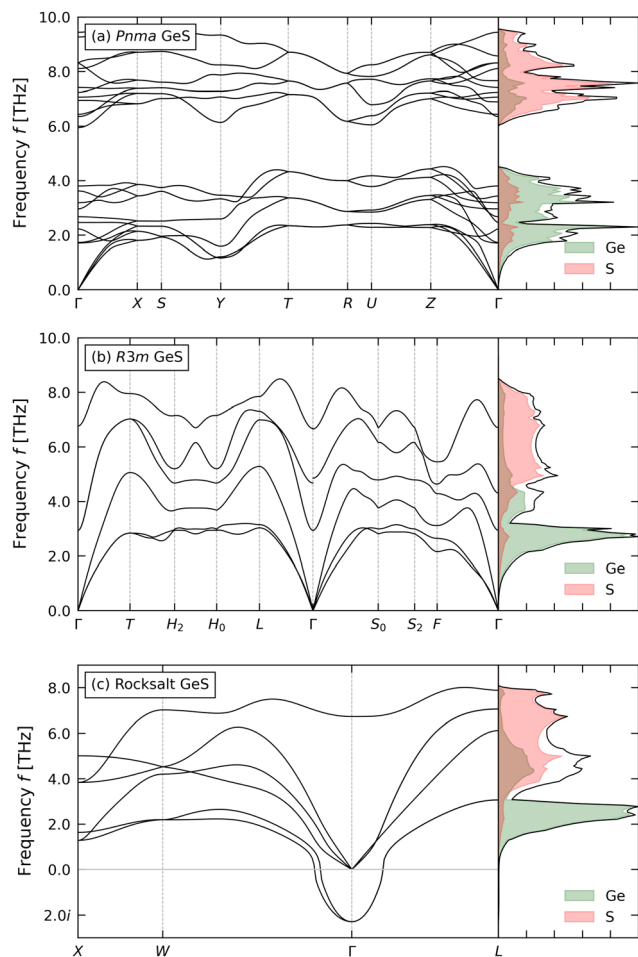 10.0
(a) Pnma GeS
8.0
6.0
4.0
2.0
0.0
Frequency f [THz]
Ge
S
Γ X S Y T R U Z Γ
10.0
(b) R3m GeS
8.0
6.0
4.0
2.0
0.0
Frequency f [THz]
Ge
S
Γ T H₂ H₀ L Γ S₀ S₂ F Γ
(c) Rocksalt GeS
8.0
6.0
4.0
2.0
0.0
2.0i
Frequency f [THz]
Ge
S
X W Γ L